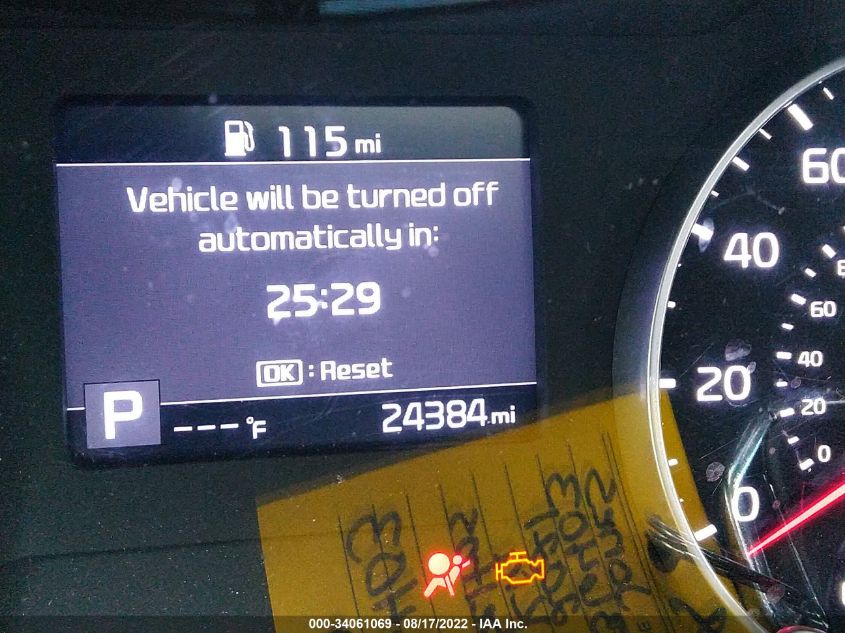 115 mi
Vehicle will be turned off
automatically in:
25:29
OK : Reset
P
---°F
24384 mi
60
40
20
0
60
40
20
0
000-34061069 - 08/17/2022 - IAA Inc.